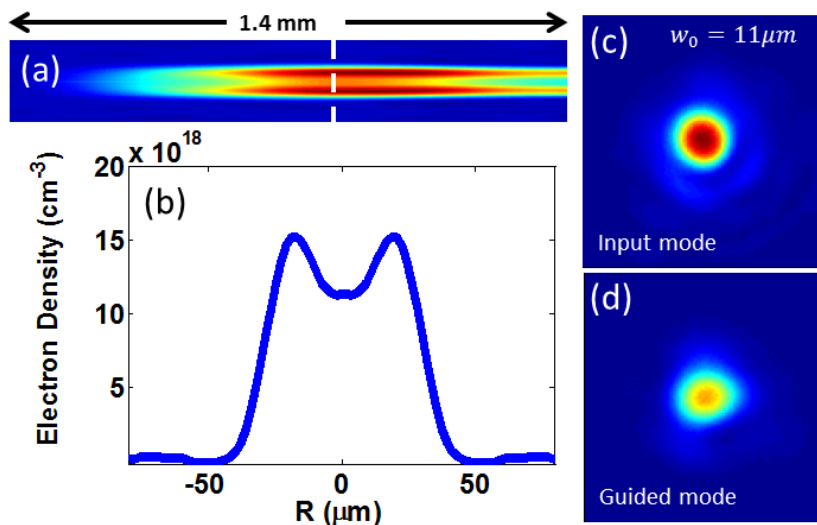 1.4 mm
(a)
x 10^18
(b)
Electron Density (cm^-3)
20
15
10
5
-50 0 50
R (μm)
(c)
w_0 = 11μm
Input mode
(d)
Guided mode